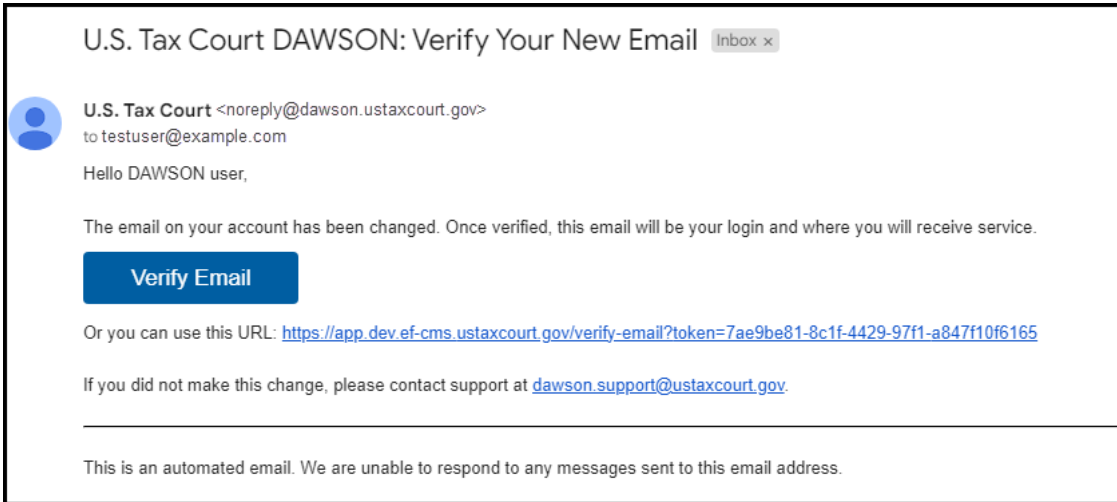 U.S. Tax Court DAWSON: Verify Your New Email Inbox ×
U.S. Tax Court <noreply@dawson.ustaxcourt.gov>
to testuser@example.com
Hello DAWSON user,
The email on your account has been changed. Once verified, this email will be your login and where you will receive service.
Verify Email
Or you can use this URL: https://app.dev.ef-cms.ustaxcourt.gov/verify-email?token=7ae9be81-8c1f-4429-97f1-a847f10f6165
If you did not make this change, please contact support at dawson.support@ustaxcourt.gov.
This is an automated email. We are unable to respond to any messages sent to this email address.